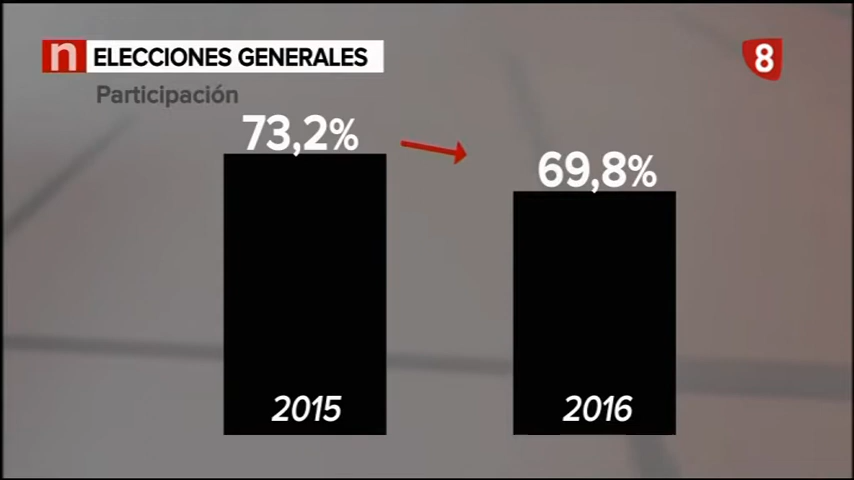 n ELECCIONES GENERALES
8
Participación
73,2%
69,8%
2015
2016